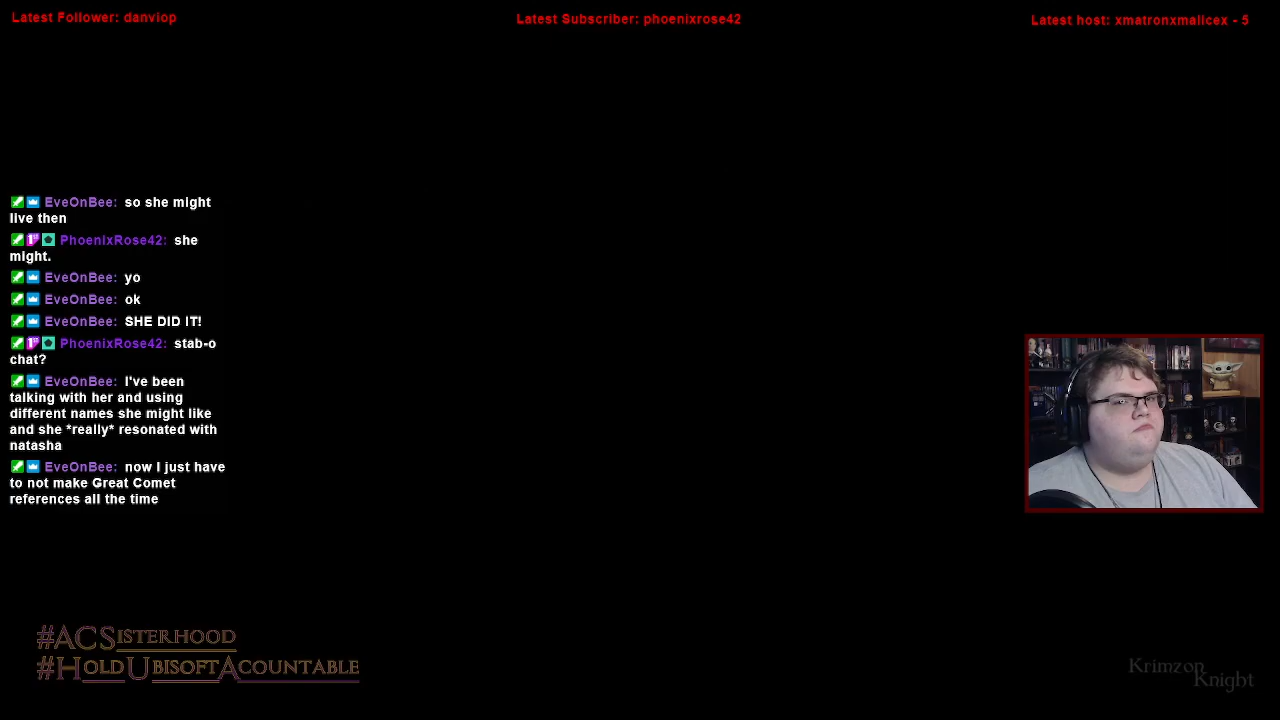 Latest Follower: danviop
Latest Subscriber: phoenixrose42
Latest host: xmatronxmalicex - 5
EveOnBee: so she might
live then
PhoenixRose42: she
might.
EveOnBee: yo
EveOnBee: ok
EveOnBee: SHE DID IT!
PhoenixRose42: stab-o
chat?
EveOnBee: I've been
talking with her and using
different names she might like
and she *really* resonated with
natasha
EveOnBee: now I just have
to not make Great Comet
references all the time
#ACSisterhood
#HoldUbisoftAcountable
Krimzon
Knight